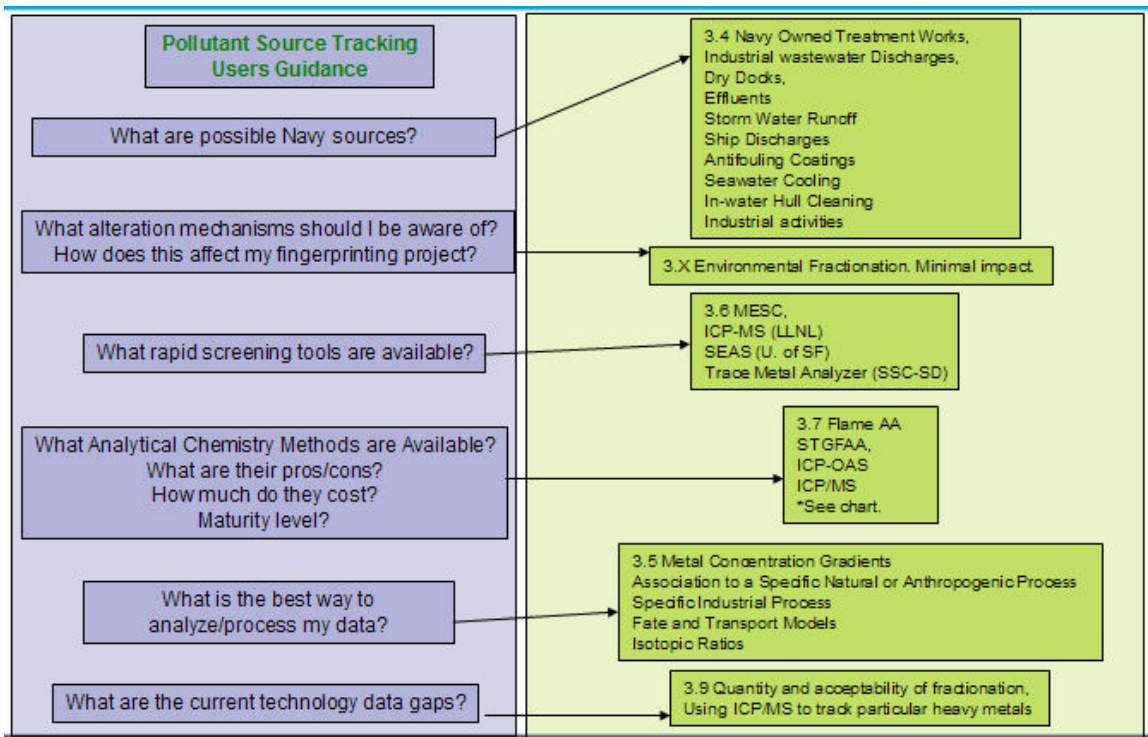 Pollutant Source Tracking
Users Guidance
What are possible Navy sources?
3.4 Navy Owned Treatment Works,
Industrial wastewater Discharges,
Dry Docks,
Effluents
Storm Water Runoff
Ship Discharges
Antifouling Coatings
Seawater Cooling
In-water Hull Cleaning
Industrial activities
What alteration mechanisms should I be aware of?
How does this affect my fingerprinting project?
3.X Environmental Fractionation. Minimal impact.
What rapid screening tools are available?
3.6 MESC,
ICP-MS (LLNL)
SEAS (U. of SF)
Trace Metal Analyzer (SSC-SD)
What Analytical Chemistry Methods are Available?
What are their pros/cons?
How much do they cost?
Maturity level?
3.7 Flame AA
STGFAA,
ICP-OAS
ICP/MS
*See chart.
What is the best way to
analyze/process my data?
3.5 Metal Concentration Gradients
Association to a Specific Natural or Anthropogenic Process
Specific Industrial Process
Fate and Transport Models
Isotopic Ratios
What are the current technology data gaps?
3.9 Quantity and acceptability of fractionation,
Using ICP/MS to track particular heavy metals